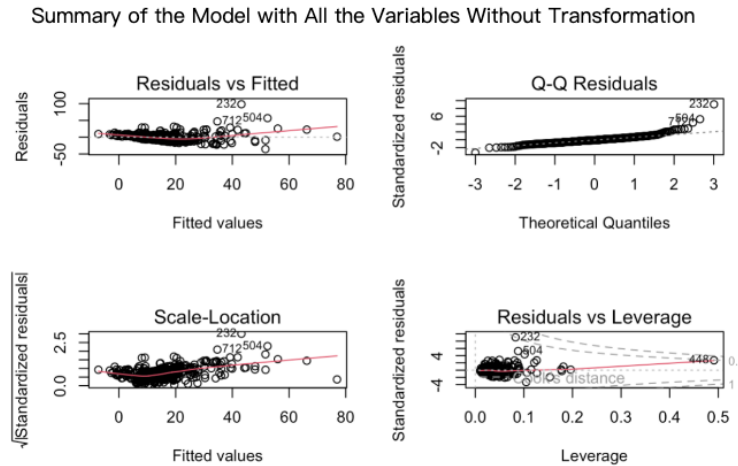 Summary of the Model with All the Variables Without Transformation
Residuals vs Fitted
Residuals
100
-50
232
712 504
0 20 40 60 80
Fitted values
Q-Q Residuals
Standardized residuals
6
-2
232
504
-3 -2 -1 0 1 2 3
Theoretical Quantiles
Scale-Location
√|Standardized residuals|
2.5
0.0
232
712 504
0 20 40 60 80
Fitted values
Residuals vs Leverage
Standardized residuals
4
-4
232
504
448
Cook's distance
0.
1
0.0 0.1 0.2 0.3 0.4 0.5
Leverage